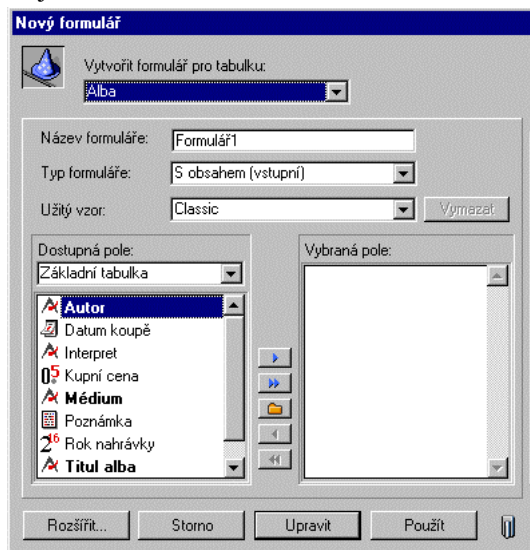 Nový formulář
Vytvořit formulář pro tabulku:
Alba
Název formuláře: Formulář1
Typ formuláře: S obsahem (vstupní)
Užitý vzor: Classic Vymazat
Dostupná pole:
Základní tabulka
Autor
Datum koupě
Interpret
Kupní cena
Médium
Poznámka
Rok nahrávky
Titul alba
Vybraná pole:
Rozšířit... Storno Upravit Použít